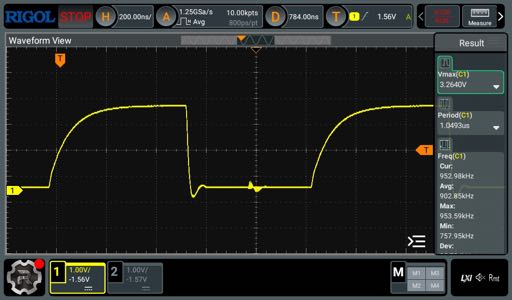 RIGOL STOP H 200.00ns/ A 1.25GSa/s 10.00kpts D 784.00ns T 1 1.56V A Measure
Avg 800pt/s
Waveform View
Result
T
Vmax(C1)
3.2640V
Period(C1)
1.0493us
T
Freq(C1)
Cur:
952.98kHz
Avg:
902.85kHz
1
Max:
953.59kHz
Min:
757.95kHz
Dev:
1 1.00V/ 2 1.00V/ M M1 M3 LXI Rmt
-1.56V -1.57V M2 M4